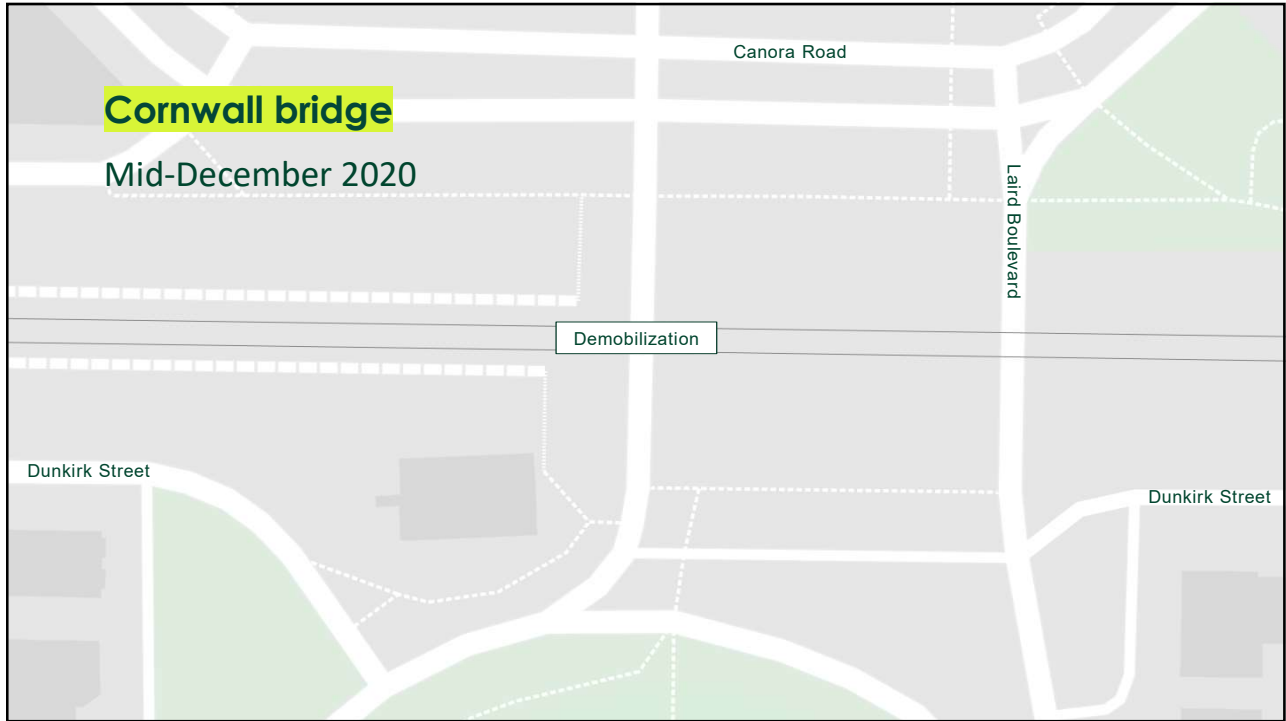 Canora Road
Cornwall bridge
Mid-December 2020
Laird Boulevard
Demobilization
Dunkirk Street
Dunkirk Street